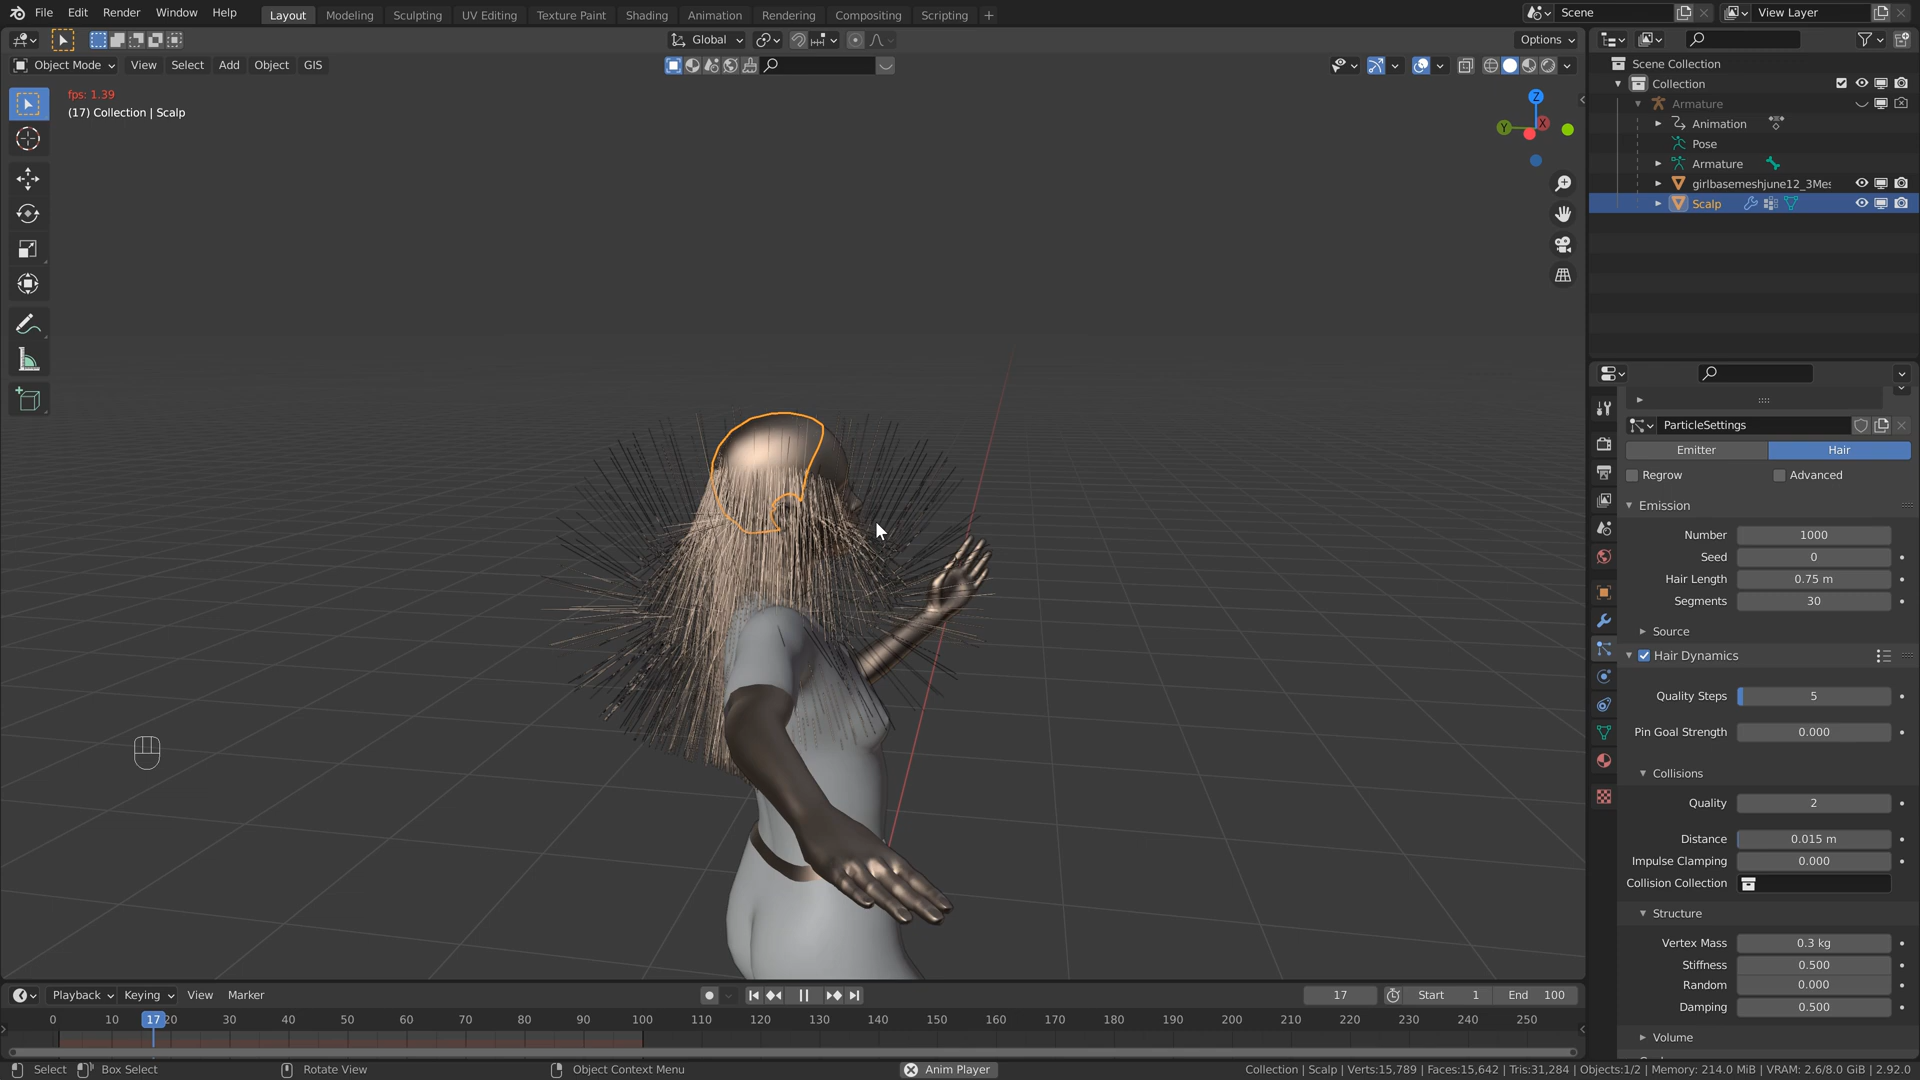 File Edit Render Window Help
Layout Modeling Sculpting UV Editing Texture Paint Shading Animation Rendering Compositing Scripting +
Scene
View Layer
Global
Options
Object Mode View Select Add Object GIS
fps: 1.39
(17) Collection | Scalp
Z
Y
X
Scene Collection
Collection
Armature
Animation
Pose
Armature
girlbasemeshjune12_3Mes
Scalp
ParticleSettings
Emitter Hair
Regrow Advanced
Emission
Number 1000
Seed 0
Hair Length 0.75 m
Segments 30
Source
Hair Dynamics
Quality Steps 5
Pin Goal Strength 0.000
Collisions
Quality 2
Distance 0.015 m
Impulse Clamping 0.000
Collision Collection
Structure
Vertex Mass 0.3 kg
Stiffness 0.500
Random 0.000
Damping 0.500
Volume
Playback Keying View Marker
17 Start 1 End 100
0 10 17 20 30 40 50 60 70 80 90 100 110 120 130 140 150 160 170 180 190 200 210 220 230 240 250
Select Box Select Rotate View Object Context Menu Anim Player Collection | Scalp | Verts:15,789 | Faces:15,642 | Tris:31,284 | Objects:1/2 | Memory: 214.0 MiB | VRAM: 2.6/8.0 GiB | 2.92.0